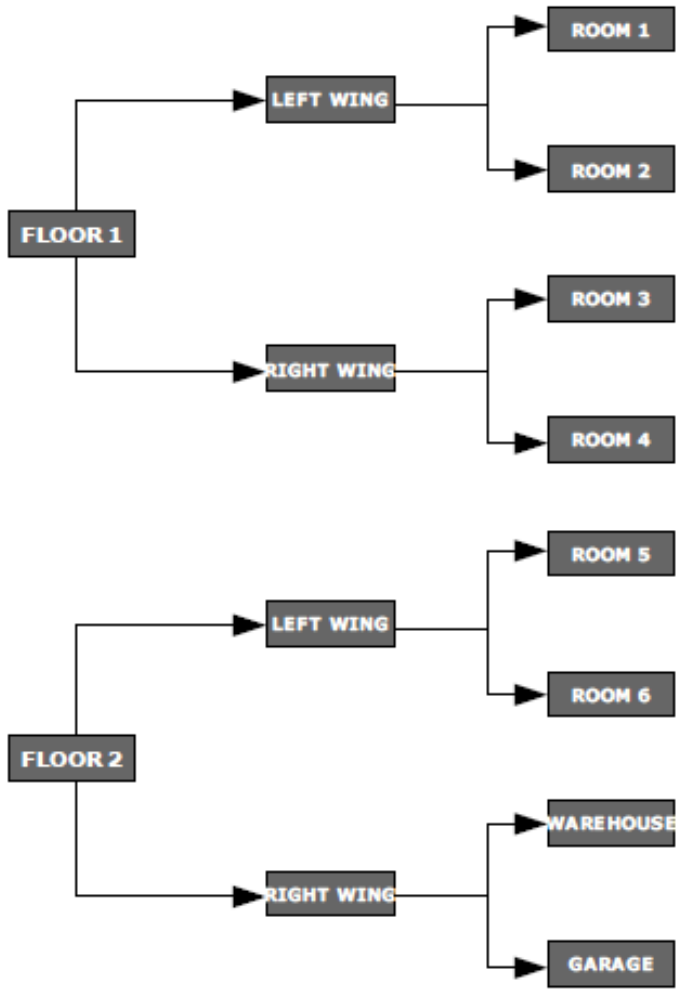 ROOM 1
LEFT WING
ROOM 2
FLOOR 1
ROOM 3
RIGHT WING
ROOM 4
ROOM 5
LEFT WING
ROOM 6
FLOOR 2
WAREHOUSE
RIGHT WING
GARAGE